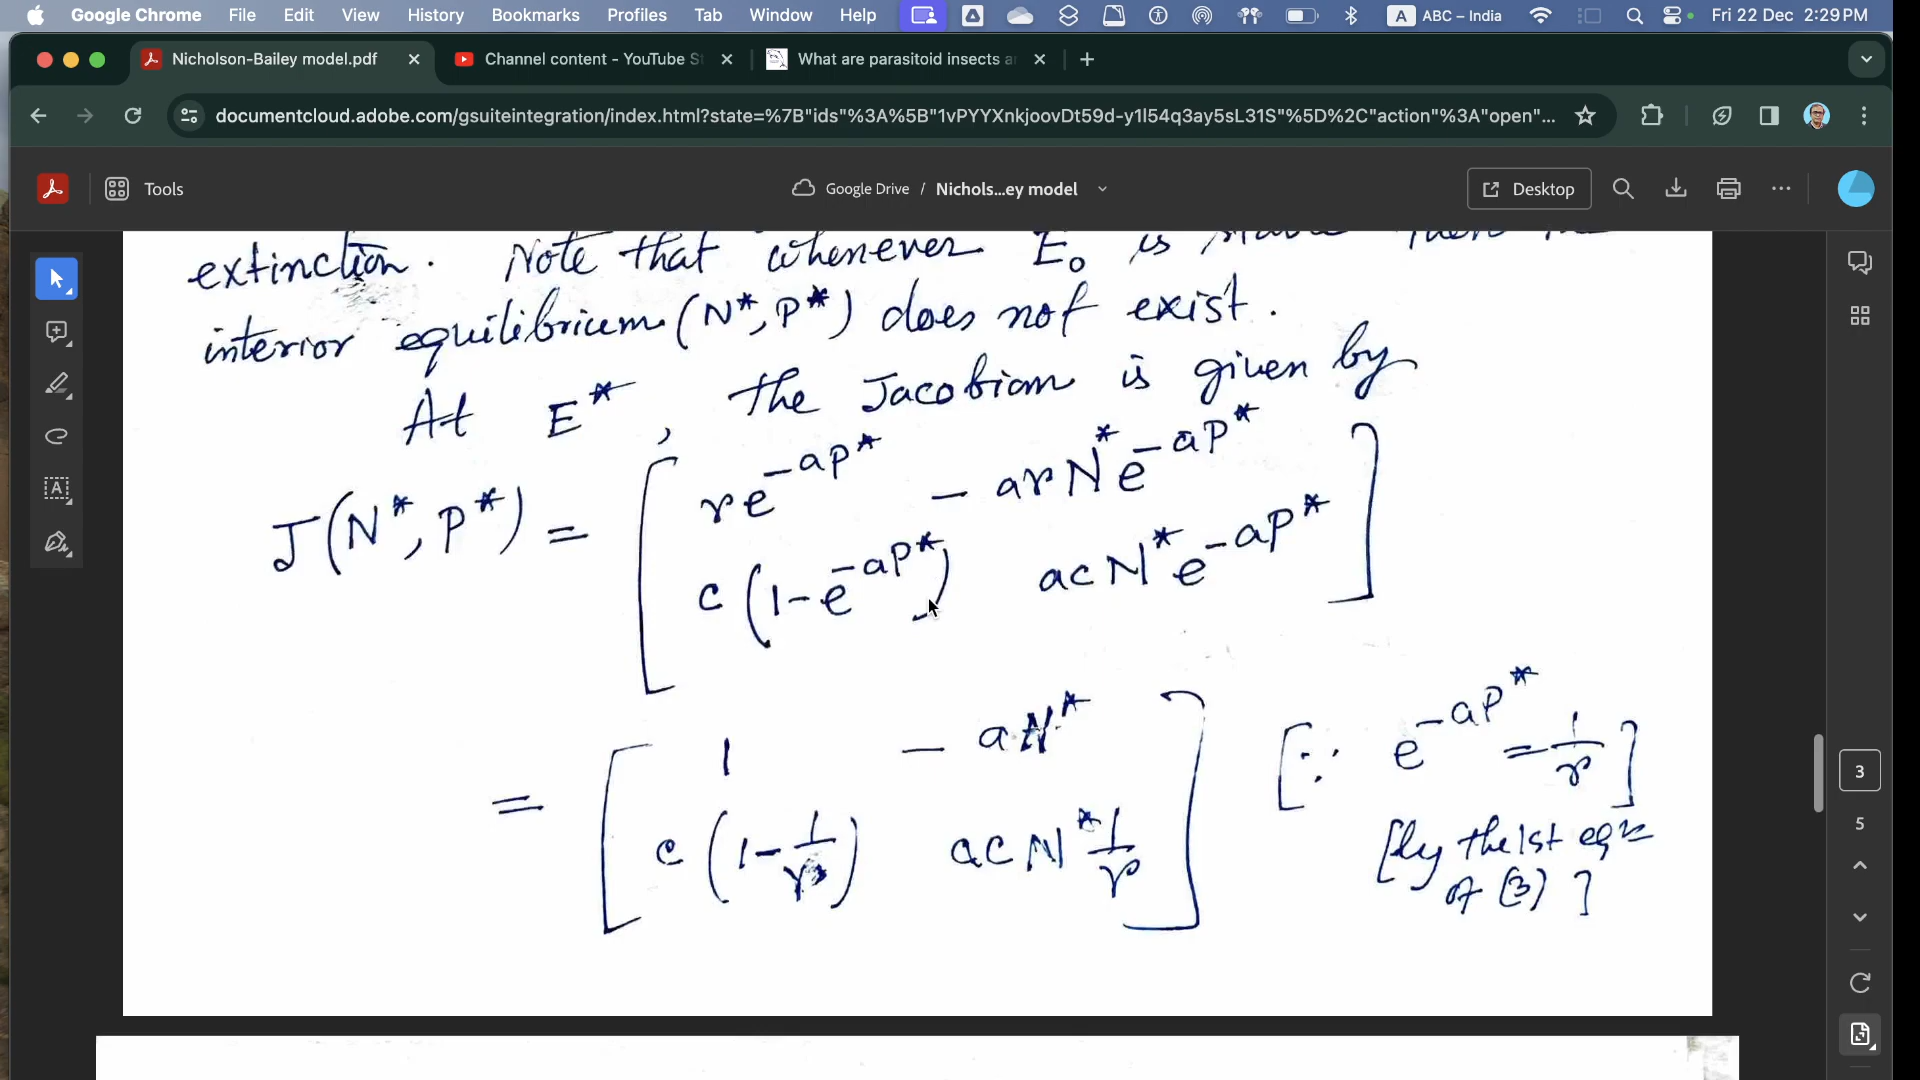 Google Chrome File Edit View History Bookmarks Profiles Tab Window Help A ABC – India Fri 22 Dec 2:29 PM
Nicholson-Bailey model.pdf Channel content - YouTube S What are parasitoid insects a
documentcloud.adobe.com/gsuiteintegration/index.html?state=%7B"ids"%3A%5B"1vPYYXnkjoovDt59d-y1l54q3ay5sL31S"%5D%2C"action"%3A"open"...
Tools Google Drive / Nichols...ey model Desktop
extinction. Note that whenever E₀ is
interior equilibrium (N*, P*) does not exist.
At E*, the Jacobian is given by
J(N*, P*) = [ re^{-aP*} - arN*e^{-aP*}
c(1-e^{-aP*}) acN*e^{-aP*} ]
= [ 1 - aN* [∵ e^{-aP*} = 1/r]
c(1-1/r) acN* 1/r ] [by the 1st eqn
of (3)]
3
5